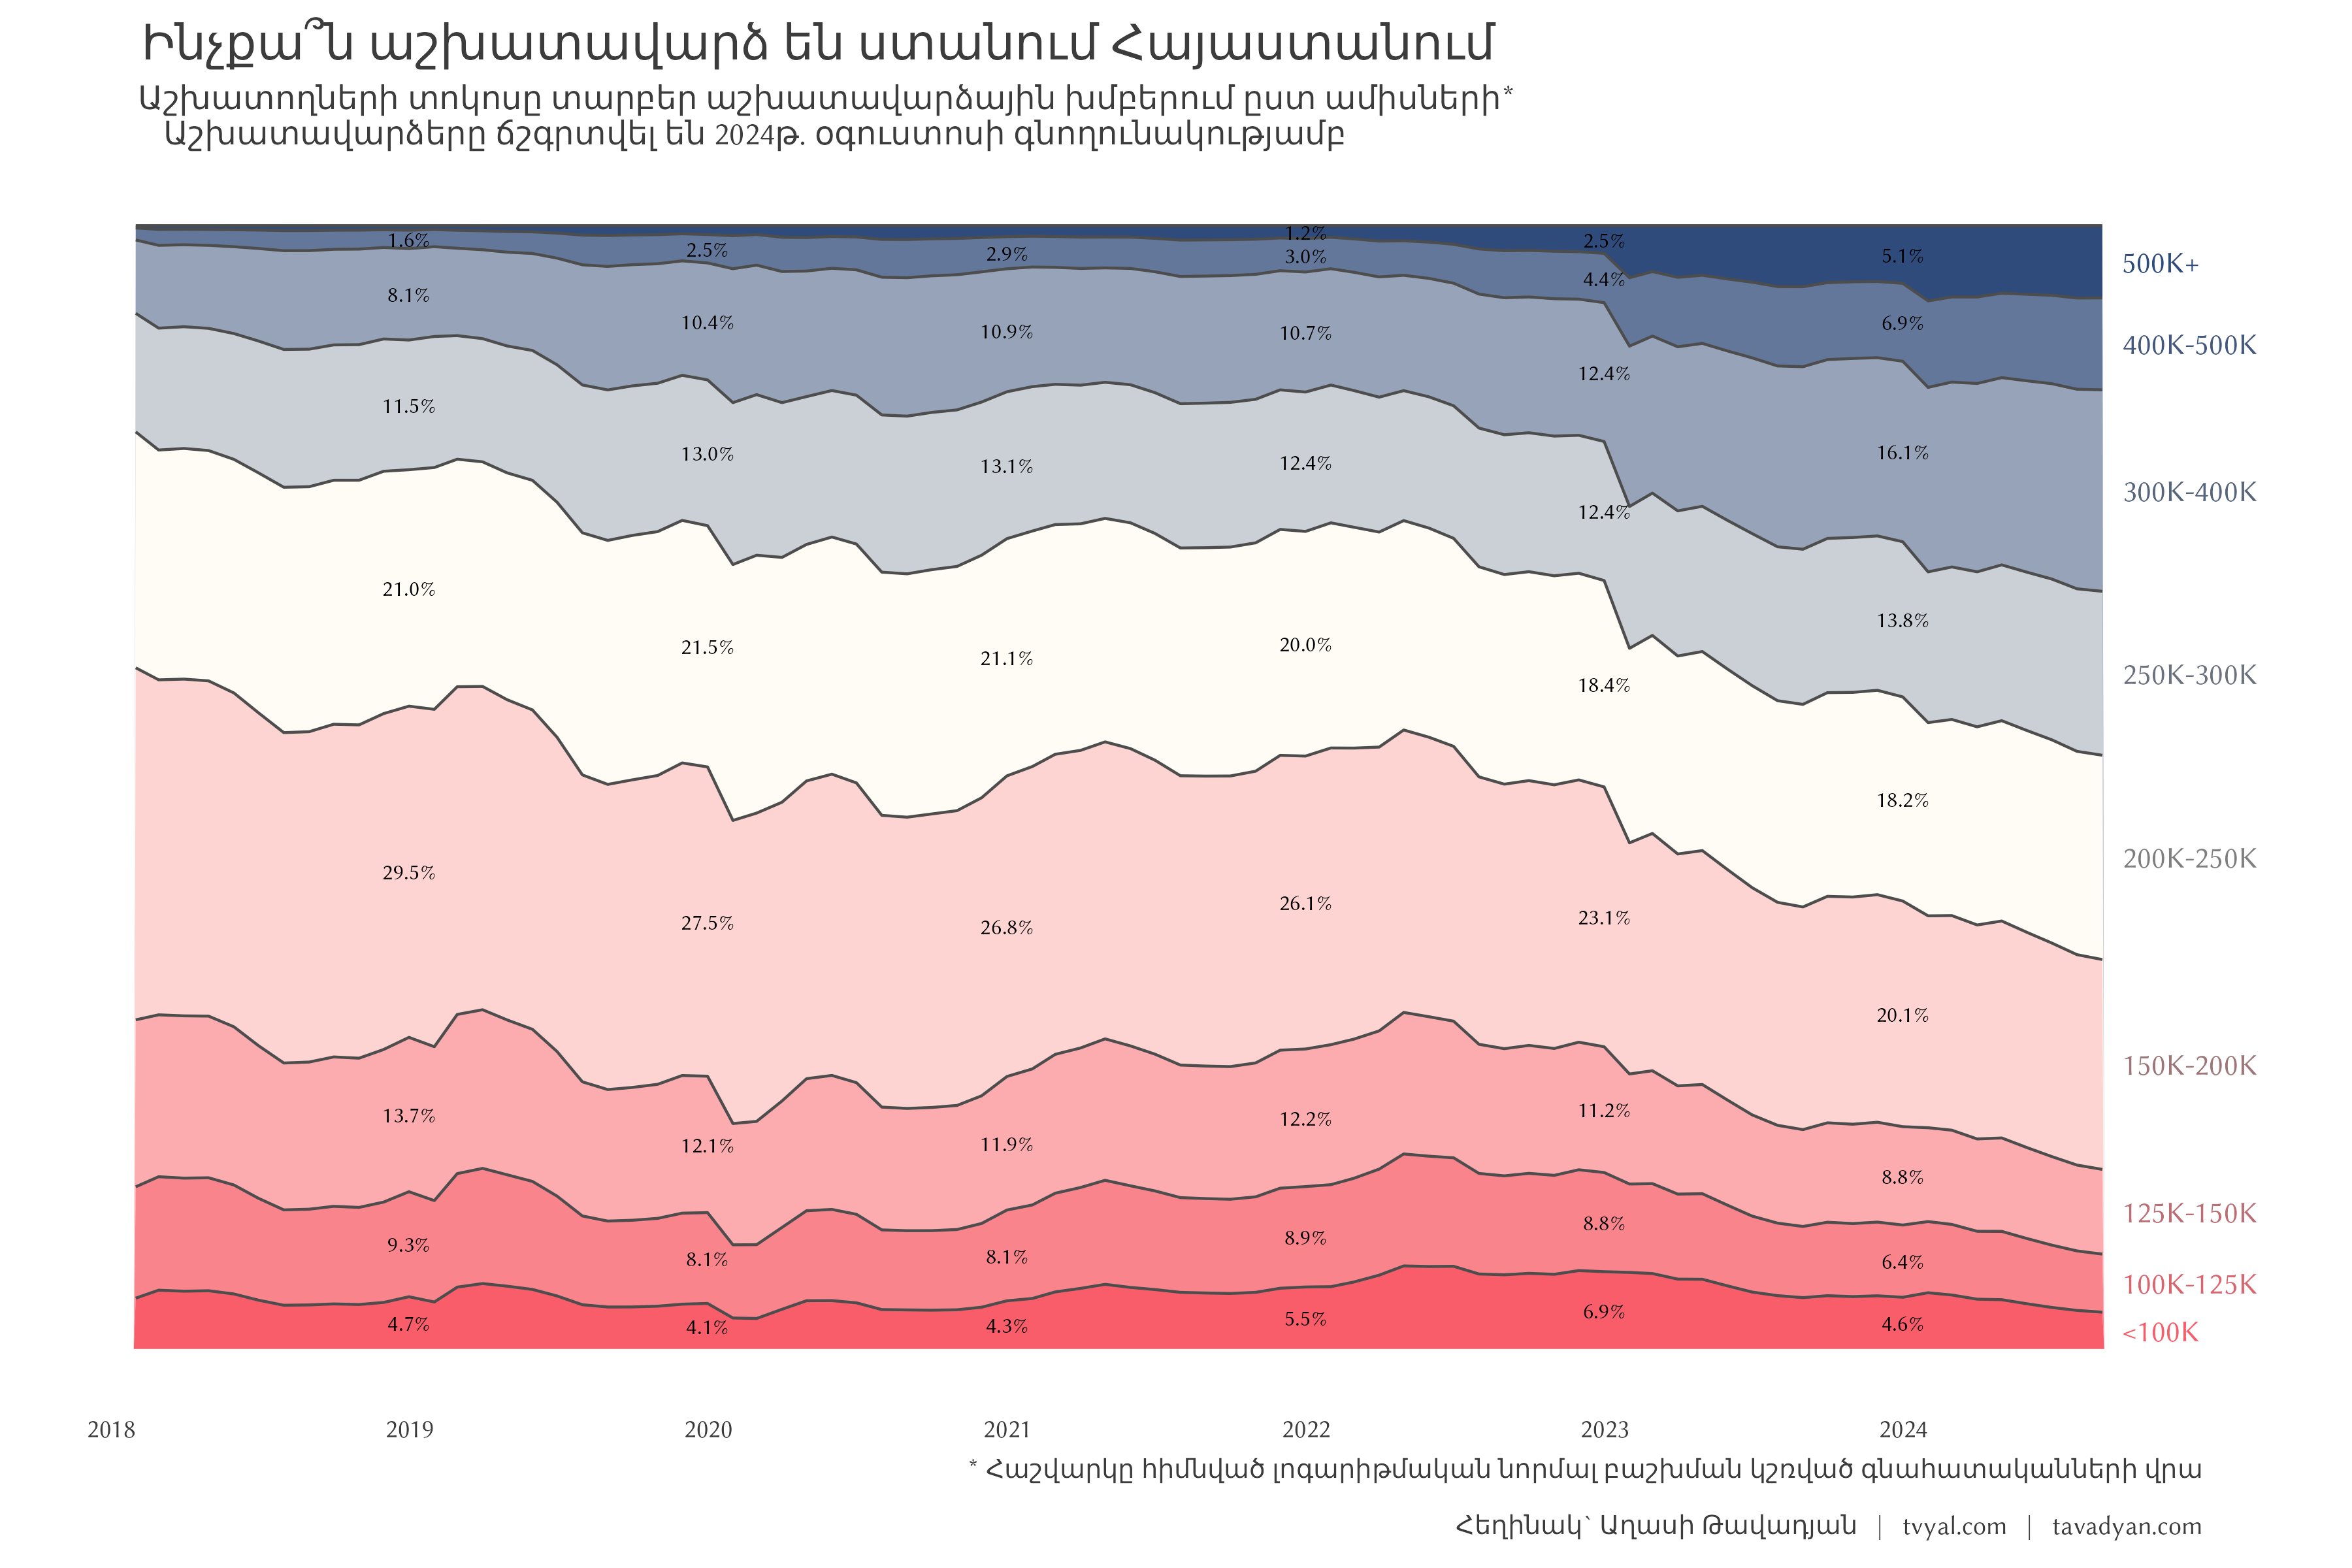 Ինչքա՞ն աշխատավարձ են ստանում Հայաստանում
Աշխատողների տոկոսը տարբեր աշխատավարձային խմբերում ըստ ամիսների*
Աշխատավարձերը ճշգրտվել են 2024թ. օգուստոսի գնողունակությամբ
1.2%
1.6% 2.5% 2.9% 3.0% 2.5% 5.1% 500K+
8.1% 10.4% 10.9% 10.7% 4.4% 6.9% 400K-500K
11.5% 13.0% 13.1% 12.4% 12.4% 16.1% 300K-400K
21.0% 21.5% 21.1% 20.0% 12.4% 13.8% 250K-300K
29.5% 27.5% 26.8% 26.1% 18.4% 18.2% 200K-250K
13.7% 12.1% 11.9% 12.2% 23.1% 20.1% 150K-200K
9.3% 8.1% 8.1% 8.9% 11.2% 8.8% 125K-150K
8.8% 6.4% 100K-125K
4.7% 4.1% 4.3% 5.5% 6.9% 4.6% <100K
2018 2019 2020 2021 2022 2023 2024
* Հաշվարկը հիմնված լոգարիթմական նորմալ բաշխման կշռված գնահատականների վրա
Հեղինակ` Աղասի Թավադյան | tvyal.com | tavadyan.com